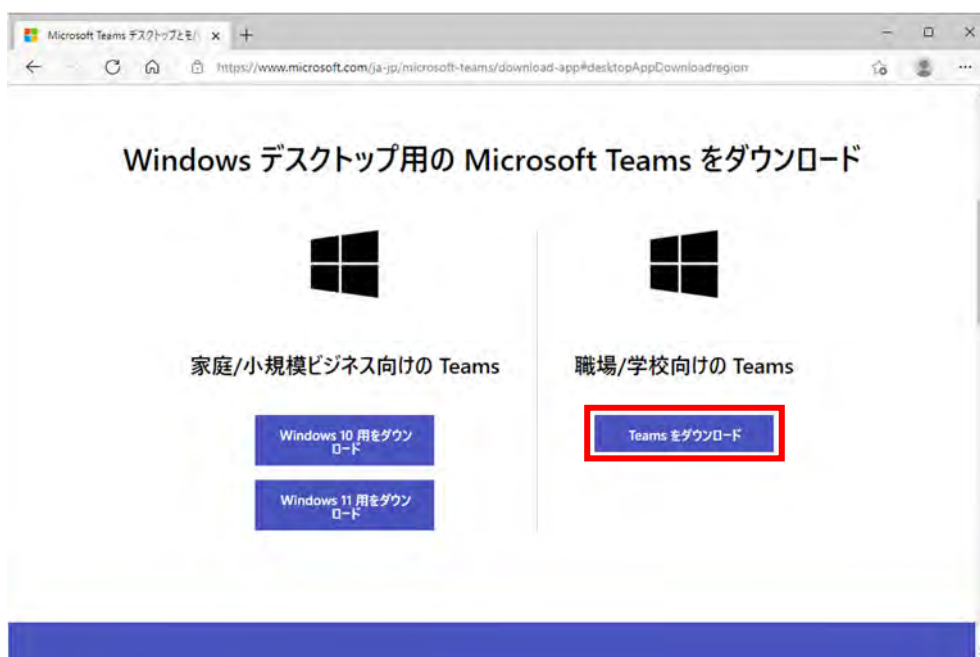 Microsoft Teams デスクトップとモバ
https://www.microsoft.com/ja-jp/microsoft-teams/download-app#desktopAppDownloadregion
Windows デスクトップ用の Microsoft Teams をダウンロード
家庭/小規模ビジネス向けの Teams
Windows 10 用をダウン
ロード
Windows 11 用をダウン
ロード
職場/学校向けの Teams
Teams をダウンロード